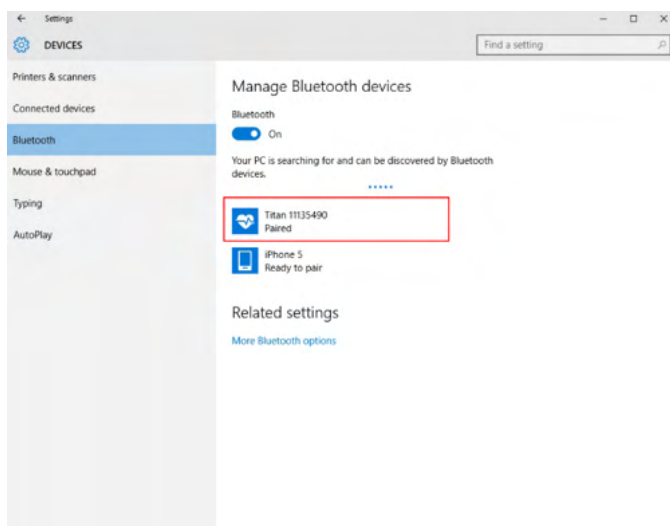 Settings
DEVICES
Find a setting
Printers & scanners
Connected devices
Bluetooth
Mouse & touchpad
Typing
AutoPlay
Manage Bluetooth devices
Bluetooth
On
Your PC is searching for and can be discovered by Bluetooth
devices.
Titan 11135490
Paired
iPhone 5
Ready to pair
Related settings
More Bluetooth options